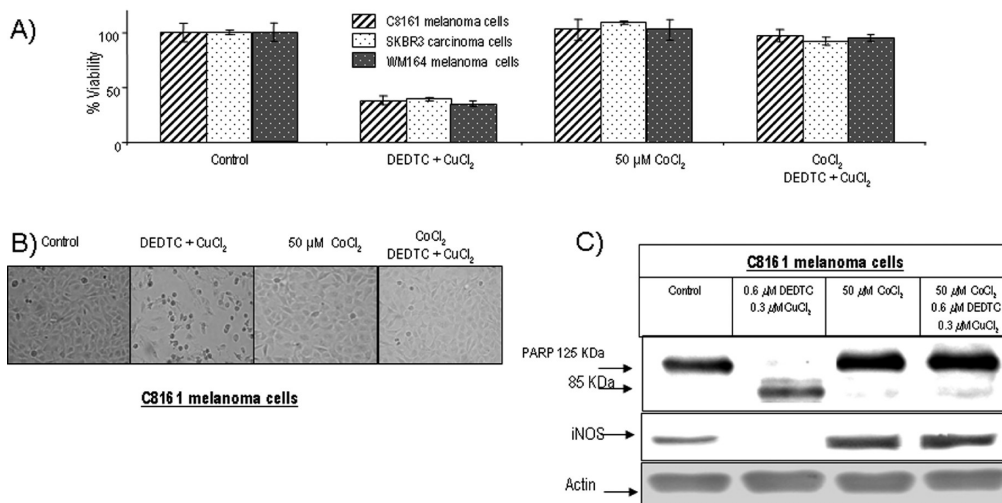 A)
% Viability
100
50
0
C8161 melanoma cells
SKBR3 carcinoma cells
WM164 melanoma cells
Control
DEDTC + CuCl₂
50 µM CoCl₂
CoCl₂
DEDTC + CuCl₂
B)
Control
DEDTC + CuCl₂
50 µM CoCl₂
CoCl₂
DEDTC + CuCl₂
C8161 melanoma cells
C)
C8161 melanoma cells
Control
0.6 µM DEDTC
0.3 µM CuCl₂
50 µM CoCl₂
50 µM CoCl₂
0.6 µM DEDTC
0.3 µM CuCl₂
PARP 125 KDa
85 KDa
iNOS
Actin